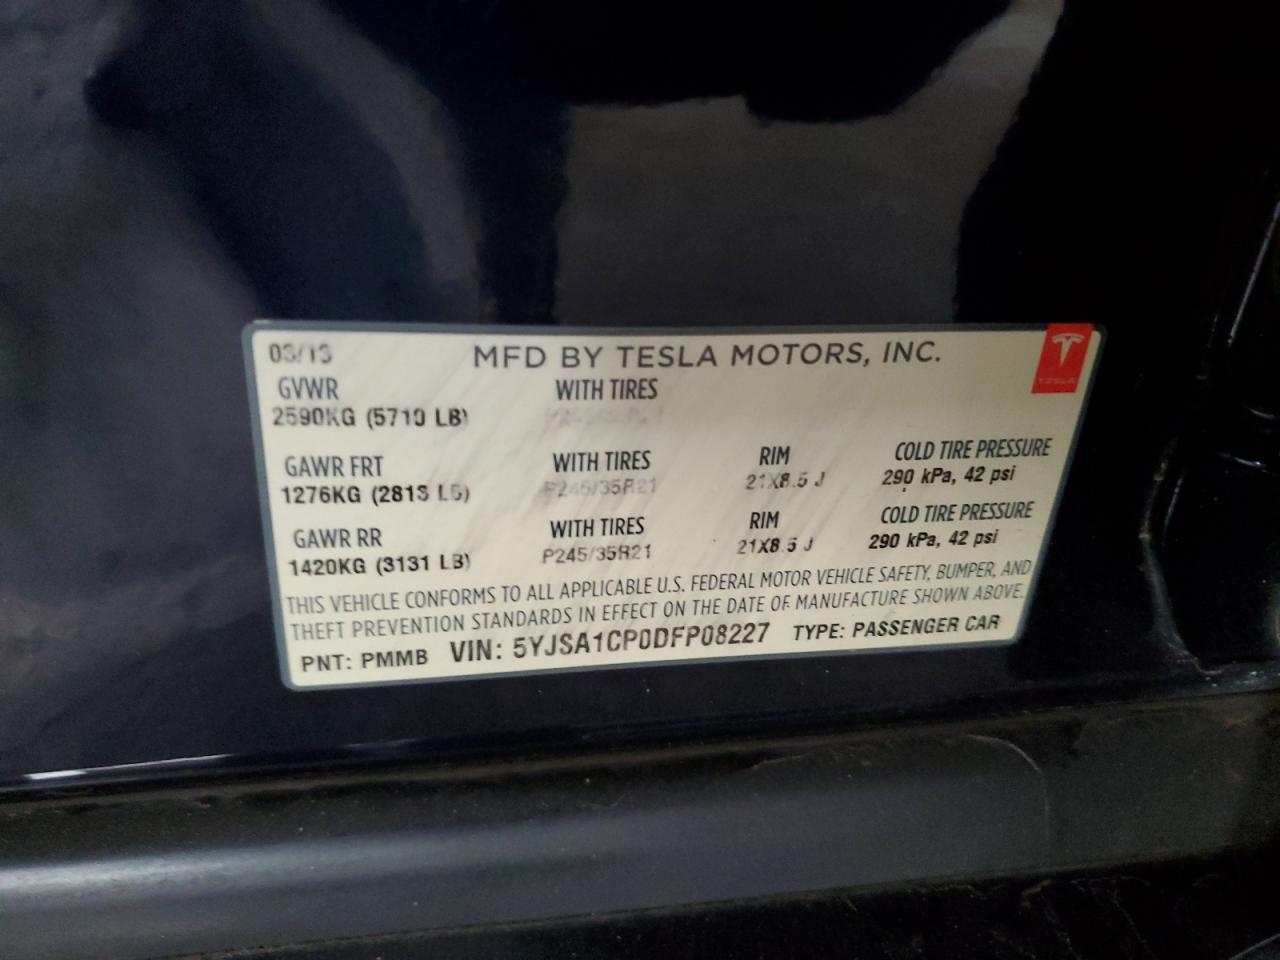 03/13 MFD BY TESLA MOTORS, INC.
TESLA
GVWR WITH TIRES
2590KG (5710 LB)
GAWR FRT WITH TIRES RIM COLD TIRE PRESSURE
1276KG (2813 LB) P245/35R21 21X8.5 J 290 kPa, 42 psi
GAWR RR WITH TIRES RIM COLD TIRE PRESSURE
1420KG (3131 LB) P245/35R21 21X8.5 J 290 kPa, 42 psi
THIS VEHICLE CONFORMS TO ALL APPLICABLE U.S. FEDERAL MOTOR VEHICLE SAFETY, BUMPER, AND
THEFT PREVENTION STANDARDS IN EFFECT ON THE DATE OF MANUFACTURE SHOWN ABOVE.
PNT: PMMB VIN: 5YJSA1CP0DFP08227 TYPE: PASSENGER CAR